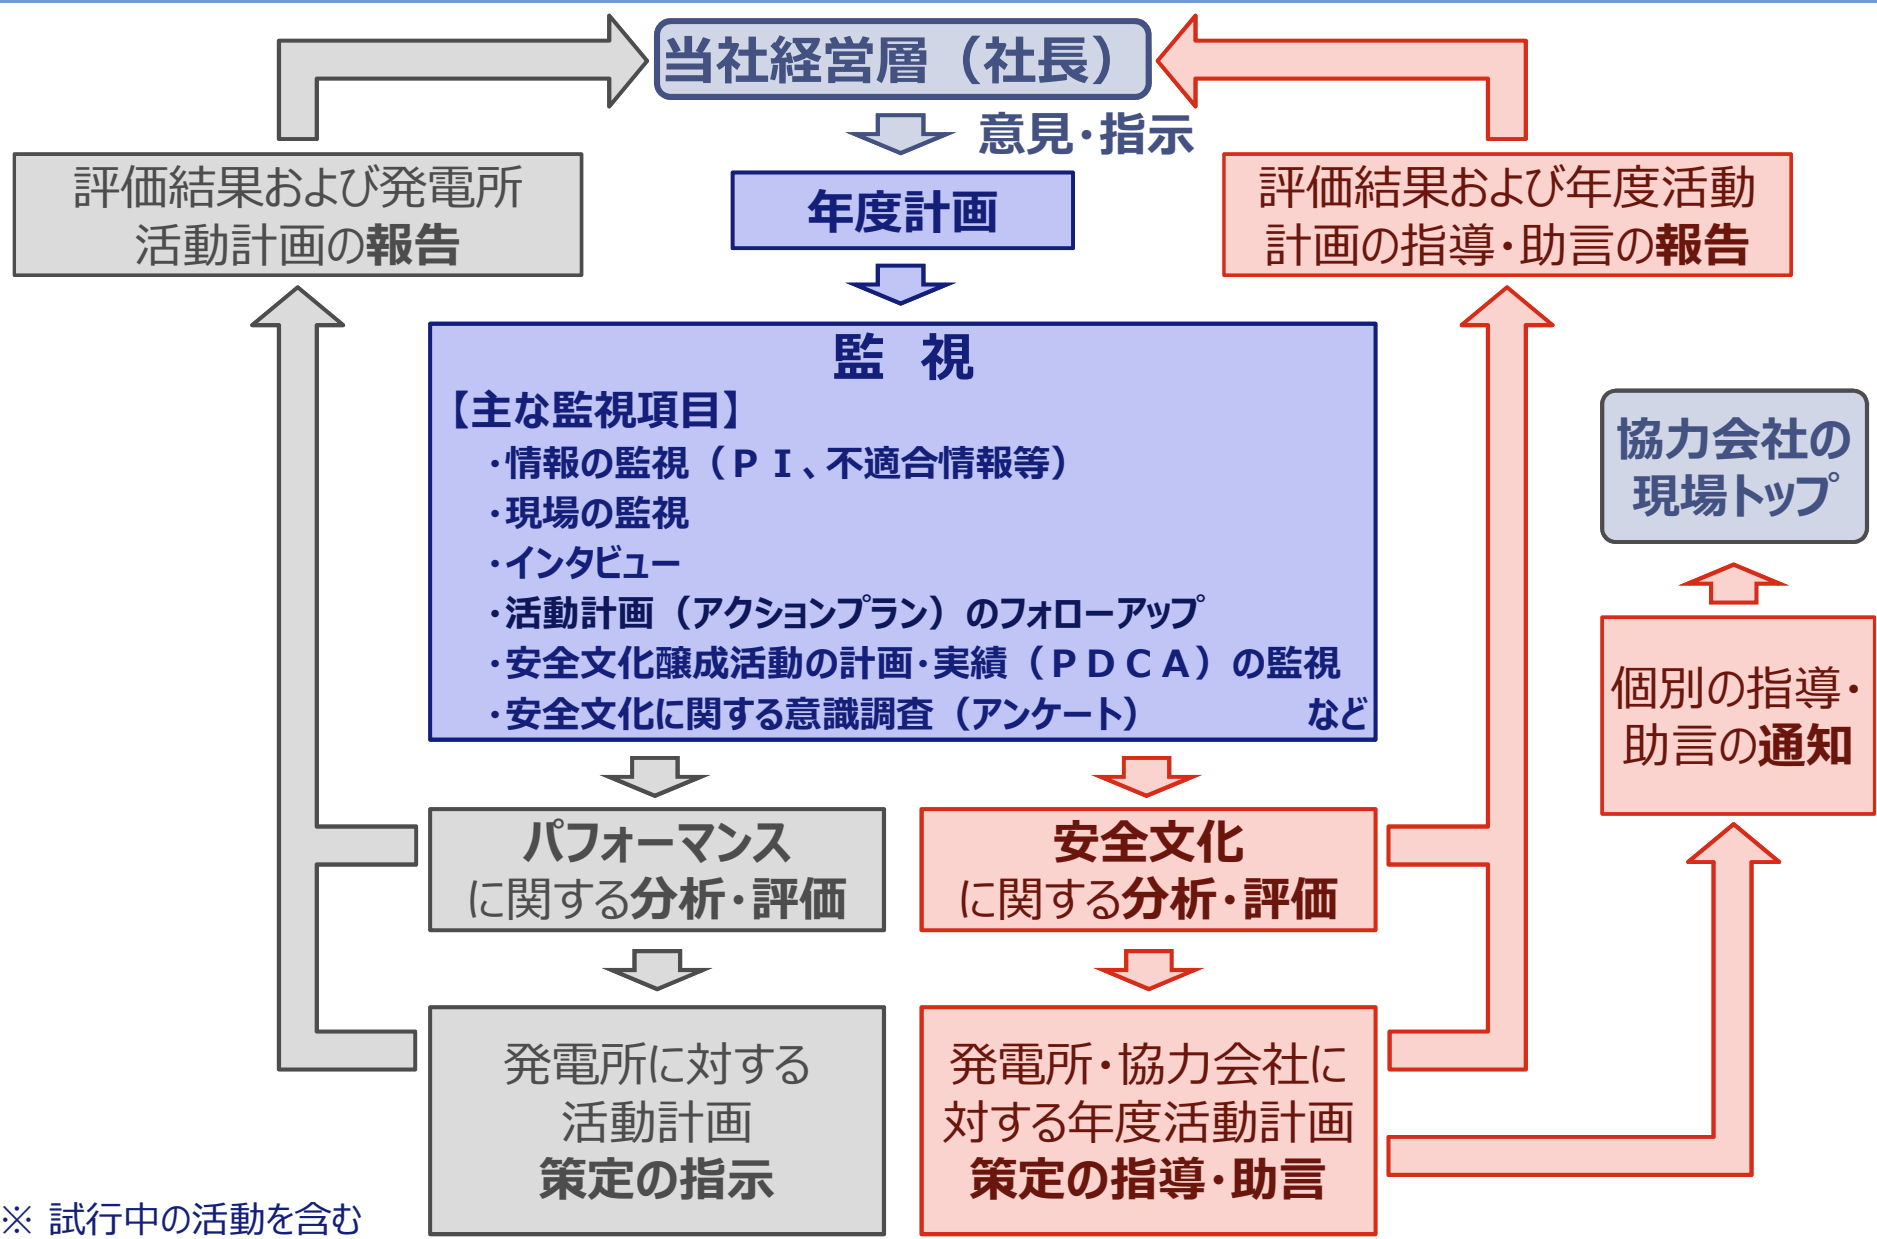 当社経営層（社長）
意見・指示
評価結果および発電所
活動計画の報告
年度計画
評価結果および年度活動
計画の指導・助言の報告
監　視
【主な監視項目】
・情報の監視（ＰＩ、不適合情報等）
・現場の監視
・インタビュー
・活動計画（アクションプラン）のフォローアップ
・安全文化醸成活動の計画・実績（ＰＤＣＡ）の監視
・安全文化に関する意識調査（アンケート）　　　　など
協力会社の
現場トップ
個別の指導・
助言の通知
パフォーマンス
に関する分析・評価
安全文化
に関する分析・評価
発電所に対する
活動計画
策定の指示
発電所・協力会社に
対する年度活動計画
策定の指導・助言
※ 試行中の活動を含む